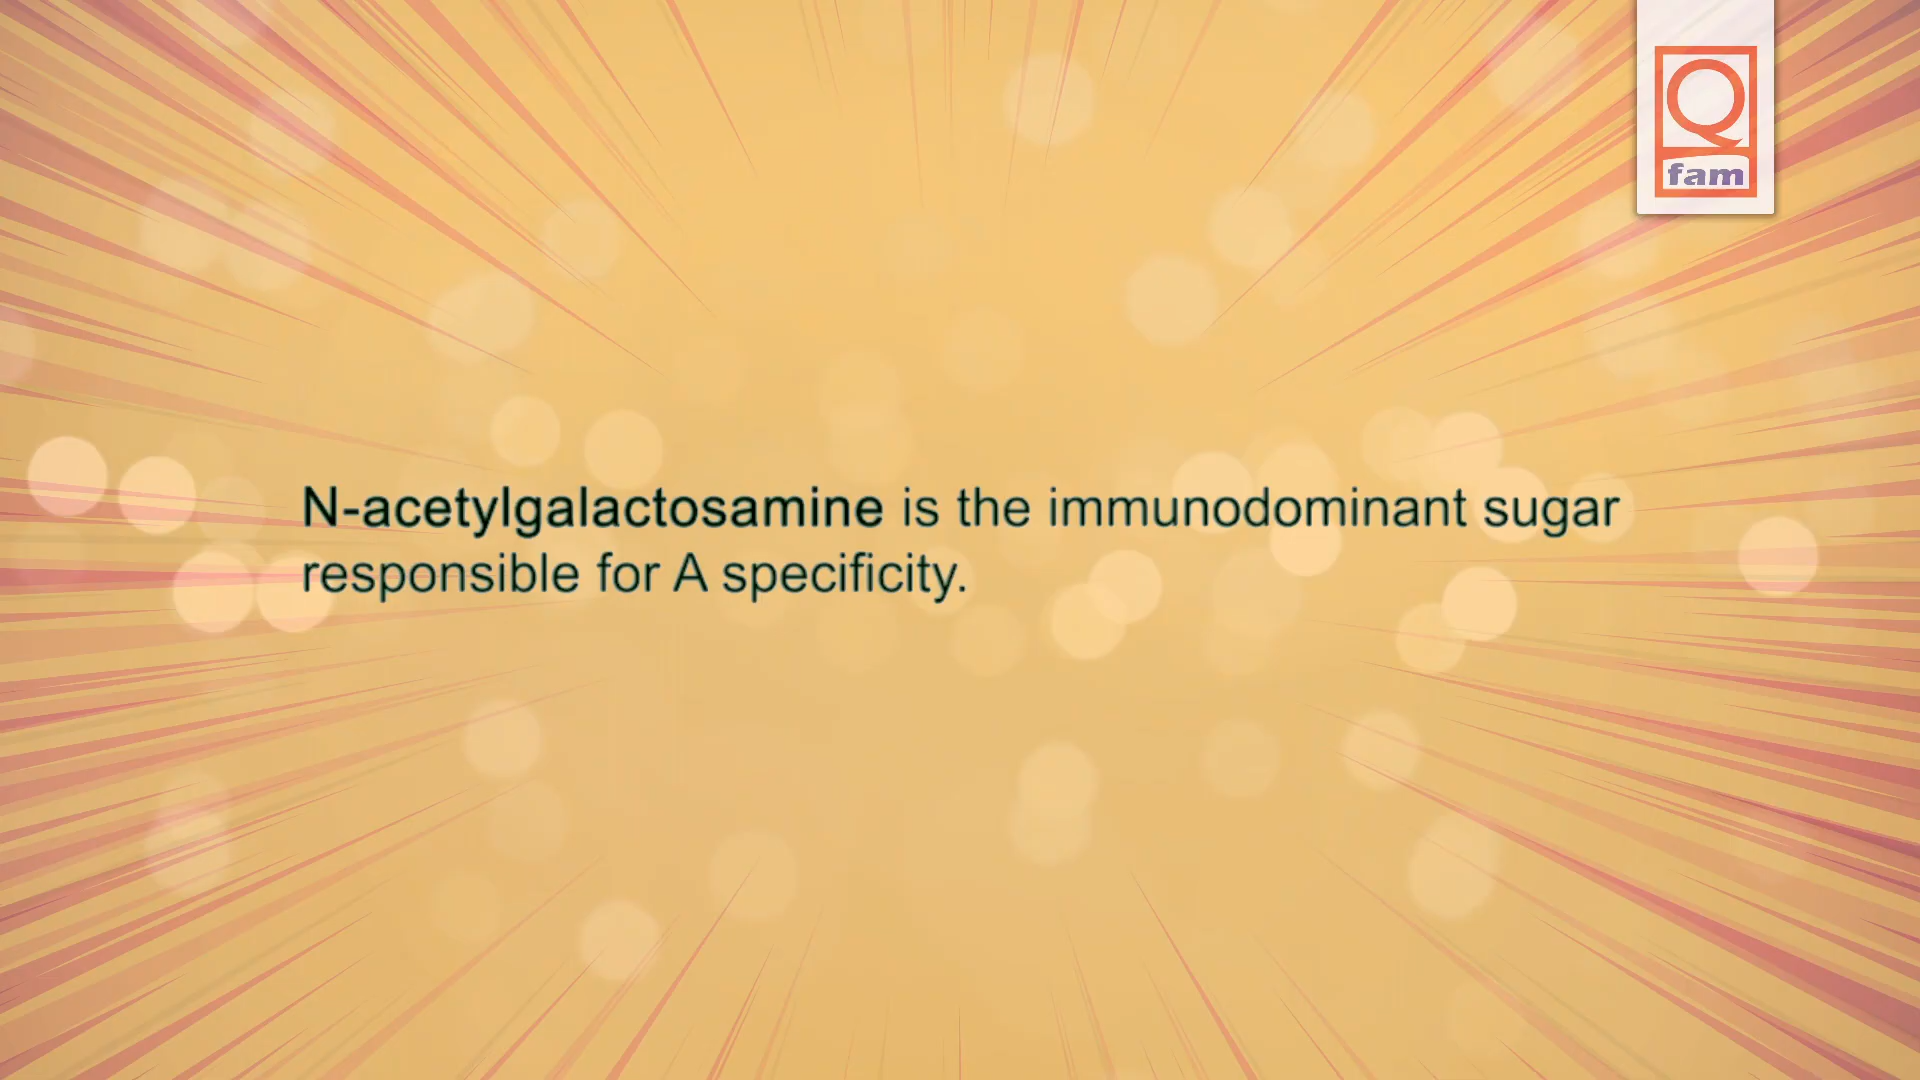 Q
fam
N-acetylgalactosamine is the immunodominant sugar
responsible for A specificity.